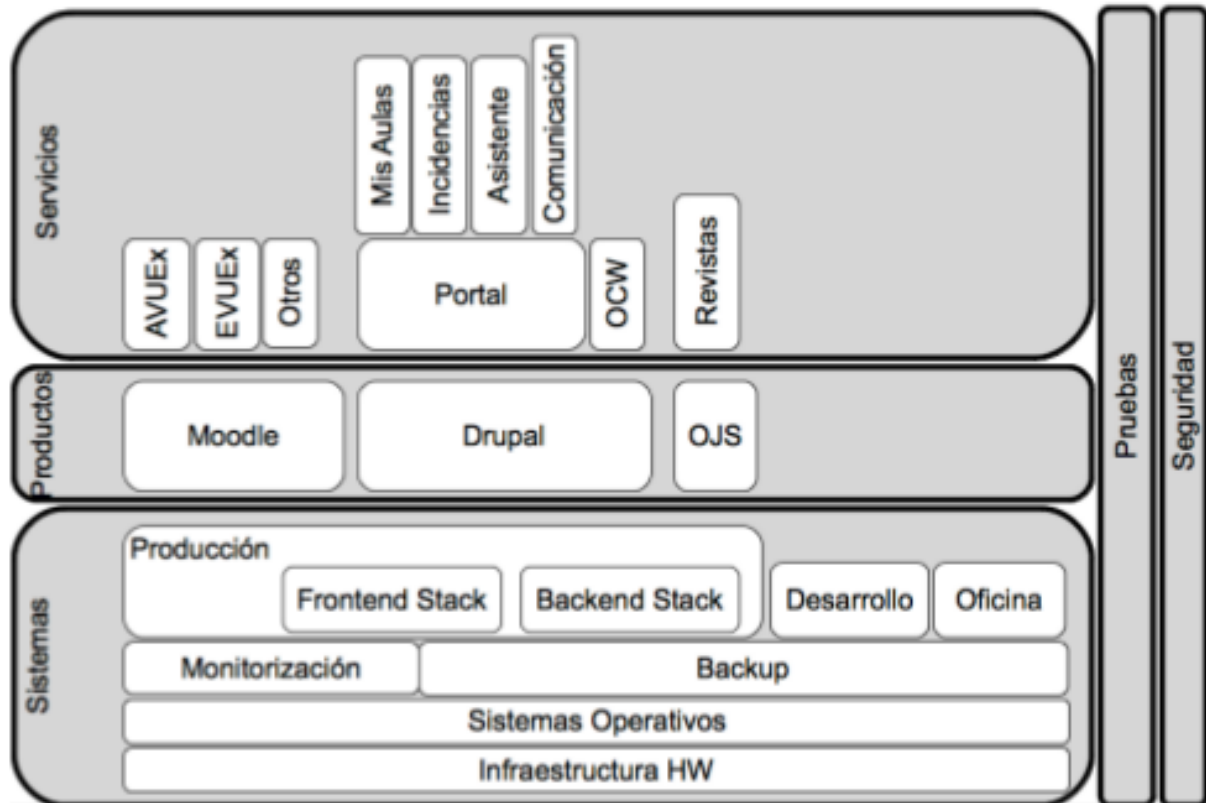 Servicios
Mis Aulas
Incidencias
Asistente
Comunicación
AVUEx
EVUEx
Otros
Portal
OCW
Revistas
Productos
Moodle
Drupal
OJS
Sistemas
Producción
Frontend Stack
Backend Stack
Desarrollo
Oficina
Monitorización
Backup
Sistemas Operativos
Infraestructura HW
Pruebas
Seguridad